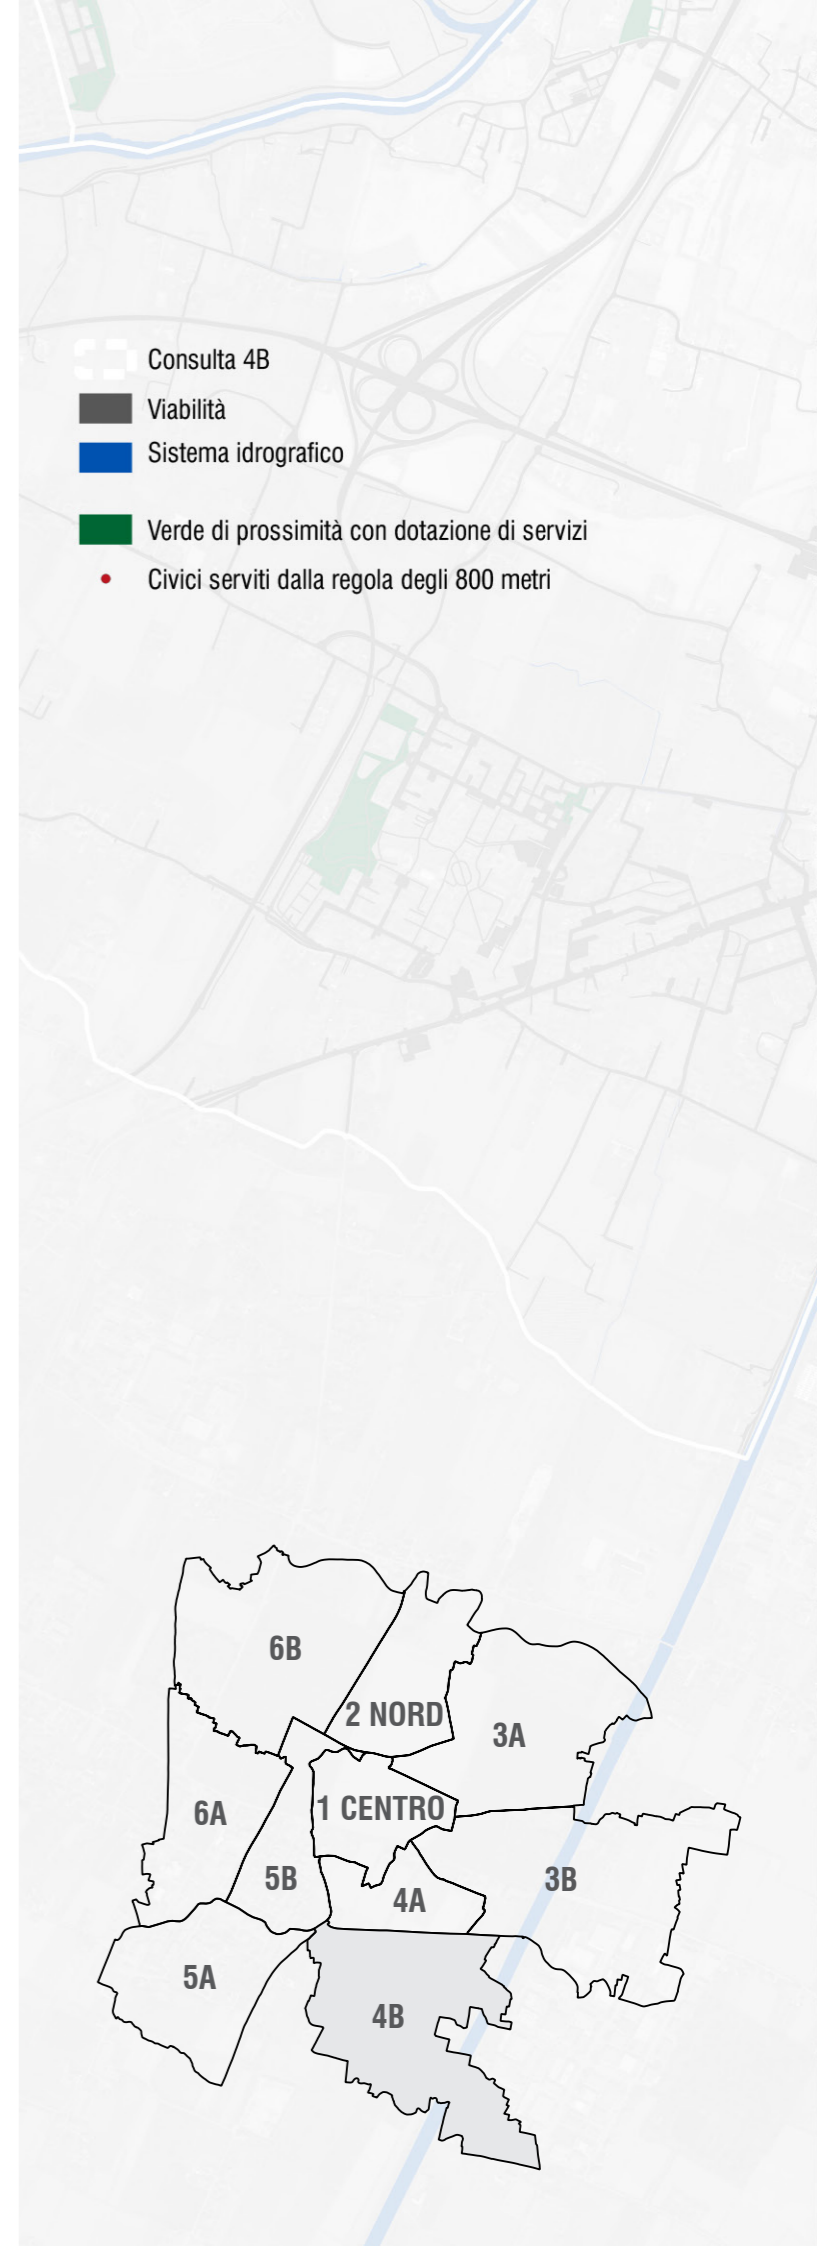 Consulta 4B
Viabilità
Sistema idrografico
Verde di prossimità con dotazione di servizi
Civici serviti dalla regola degli 800 metri
6B
2 NORD
3A
1 CENTRO
6A
5B
3B
4A
5A
4B